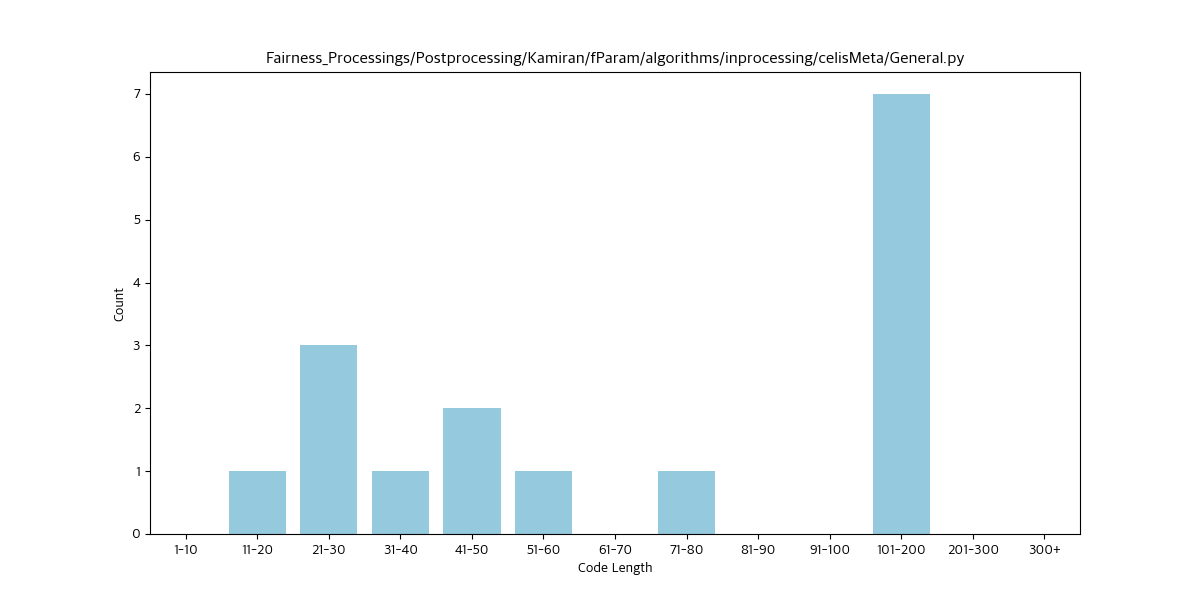 Fairness_Processings/Postprocessing/Kamiran/fParam/algorithms/inprocessing/celisMeta/General.py
7
6
5
4
3
2
1
0
Count
1-10 11-20 21-30 31-40 41-50 51-60 61-70 71-80 81-90 91-100 101-200 201-300 300+
Code Length